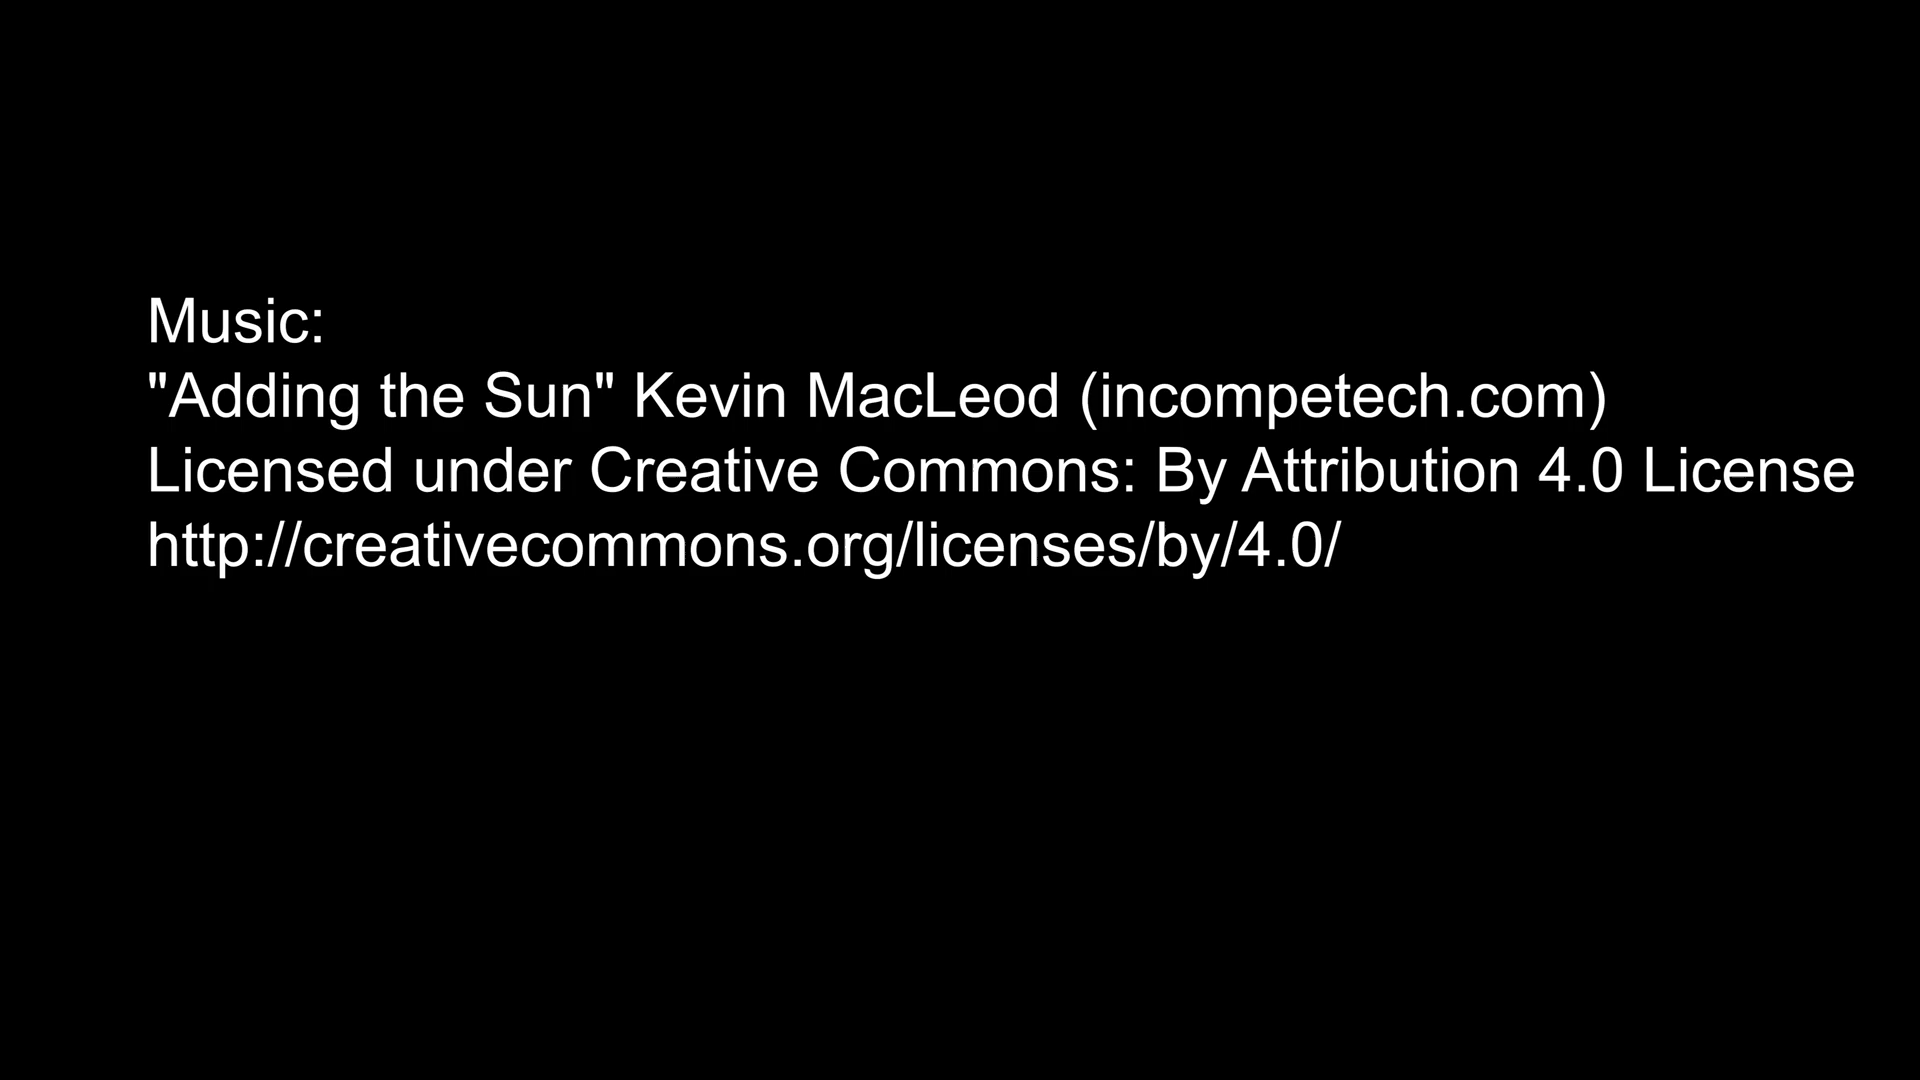 Music:
"Adding the Sun" Kevin MacLeod (incompetech.com)
Licensed under Creative Commons: By Attribution 4.0 License
http://creativecommons.org/licenses/by/4.0/